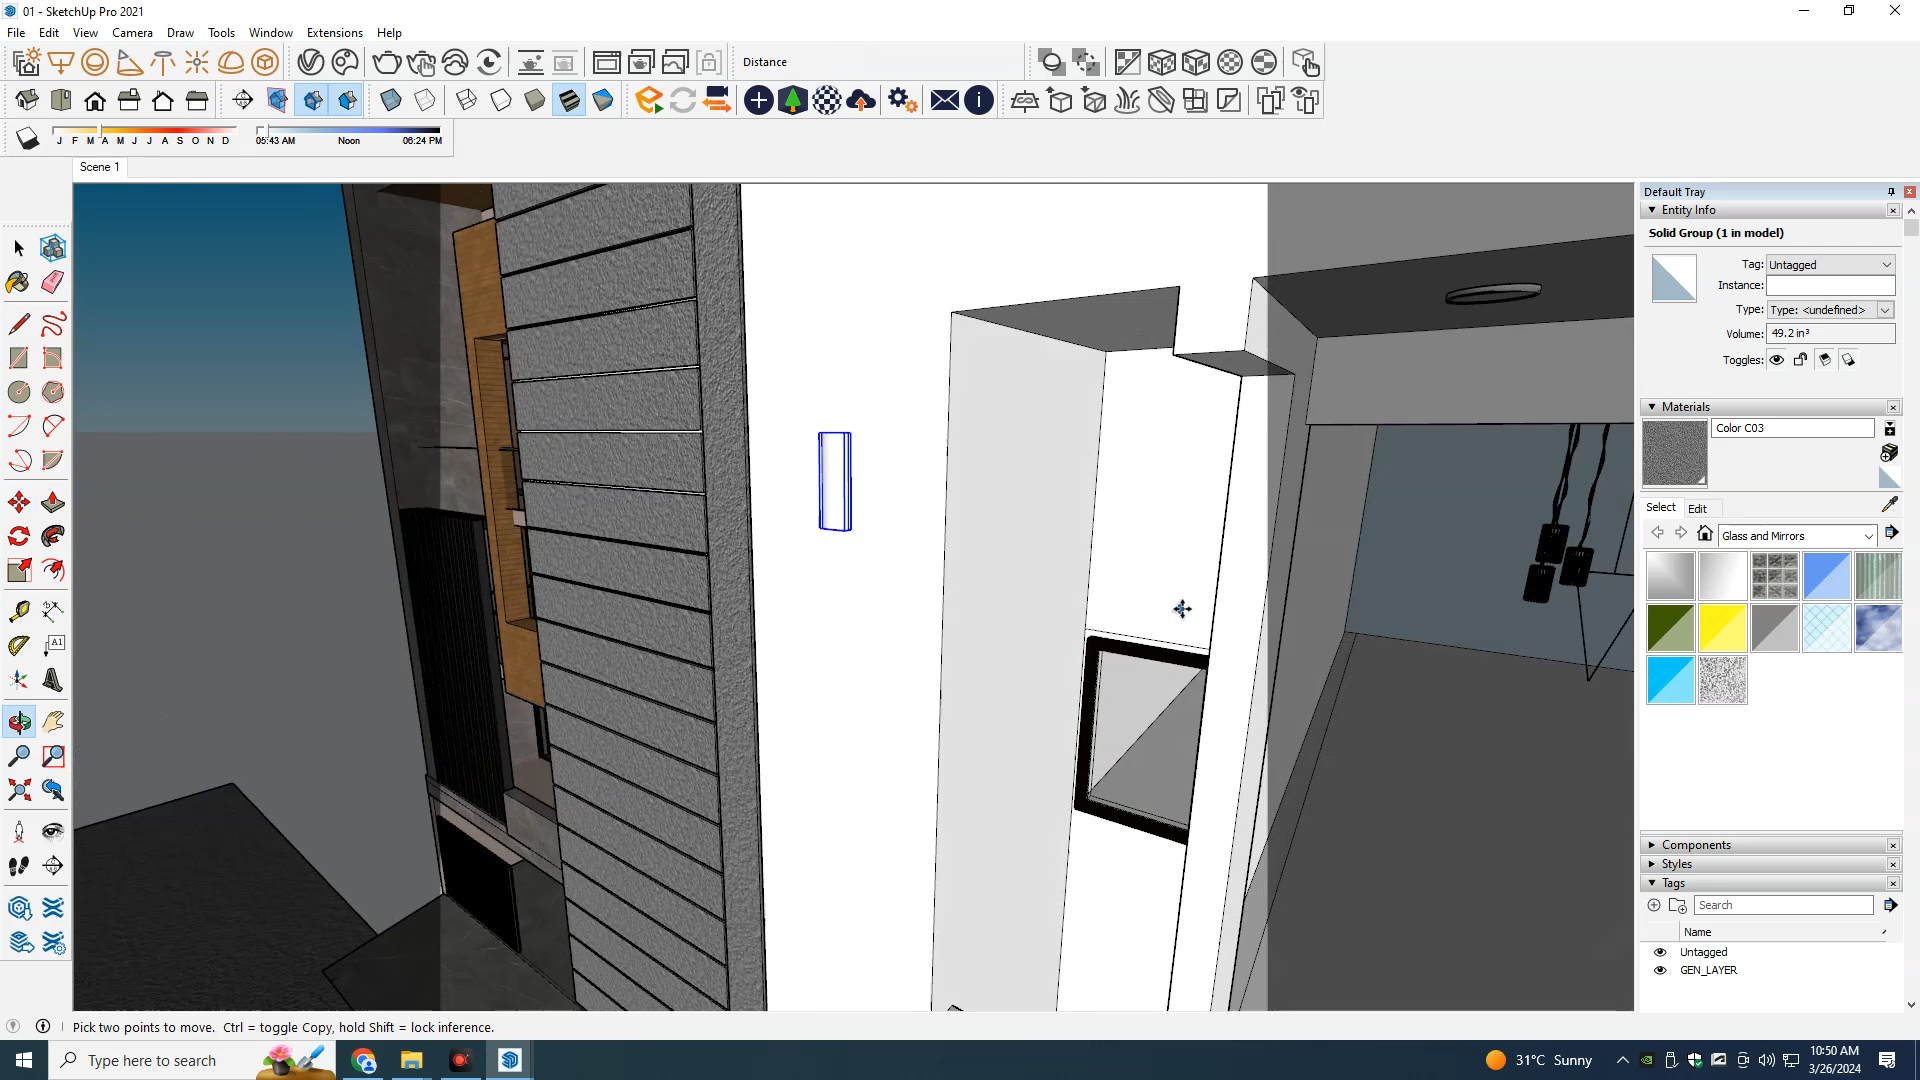 01 - SketchUp Pro 2021
File Edit View Camera Draw Tools Window Extensions Help
Distance
J F M A M J J A S O N D
05:43 AM Noon 06:24 PM
Scene 1
Default Tray
Entity Info
Solid Group (1 in model)
Tag: Untagged
Instance:
Type: Type: <undefined>
Volume: 49.2 in³
Toggles:
Materials
Color C03
Select Edit
Glass and Mirrors
Components
Styles
Tags
Search
Name
Untagged
GEN_LAYER
A1
Pick two points to move. Ctrl = toggle Copy, hold Shift = lock inference.
Type here to search
31°C Sunny
10:50 AM
3/26/2024